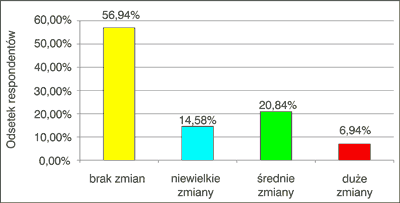 Odsetek respondentów
60,00%
50,00%
40,00%
30,00%
20,00%
10,00%
0,00%
56,94%
14,58%
20,84%
6,94%
brak zmian
niewielkie
zmiany
średnie
zmiany
duże
zmiany